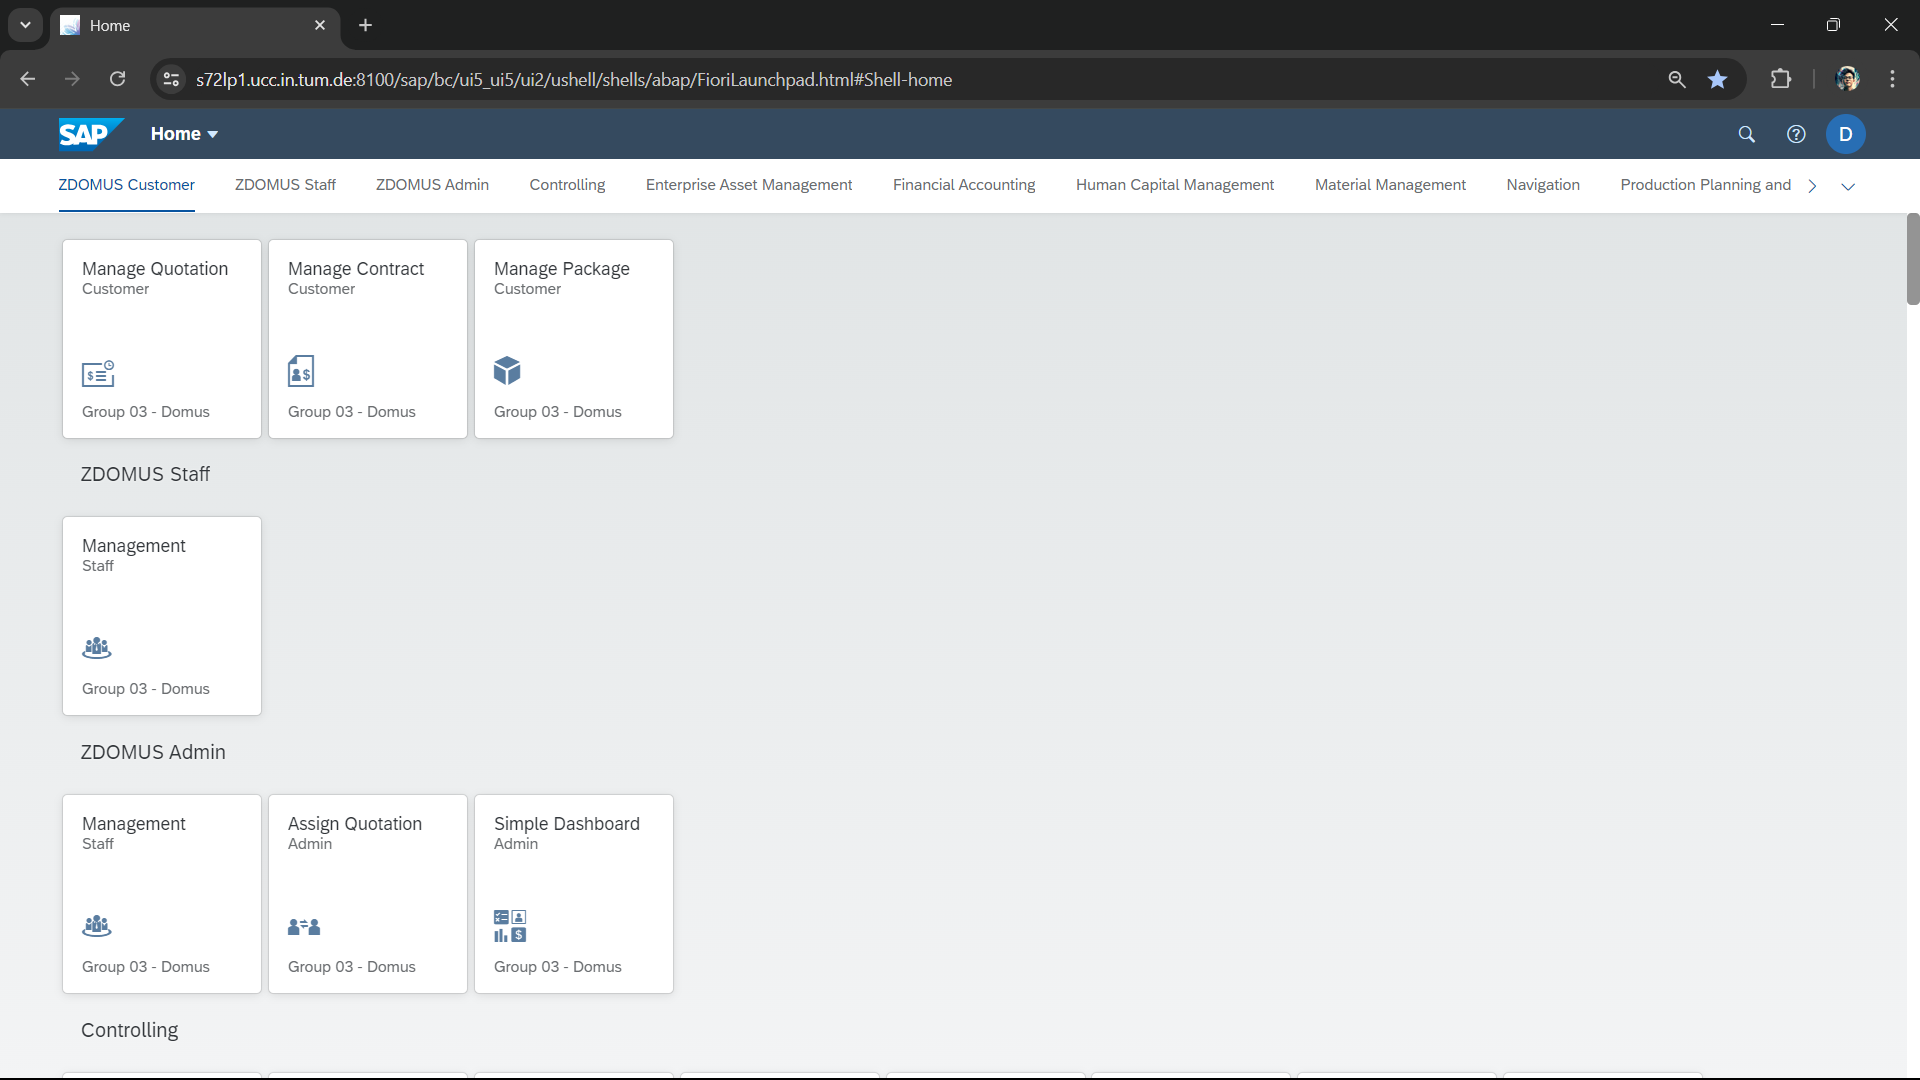 Home
s72lp1.ucc.in.tum.de:8100/sap/bc/ui5_ui5/ui2/ushell/shells/abap/FioriLaunchpad.html#Shell-home
SAP Home D
ZDOMUS Customer ZDOMUS Staff ZDOMUS Admin Controlling Enterprise Asset Management Financial Accounting Human Capital Management Material Management Navigation Production Planning and
Manage Quotation
Customer
Group 03 - Domus
Manage Contract
Customer
Group 03 - Domus
Manage Package
Customer
Group 03 - Domus
ZDOMUS Staff
Management
Staff
Group 03 - Domus
ZDOMUS Admin
Management
Staff
Group 03 - Domus
Assign Quotation
Admin
Group 03 - Domus
Simple Dashboard
Admin
Group 03 - Domus
Controlling